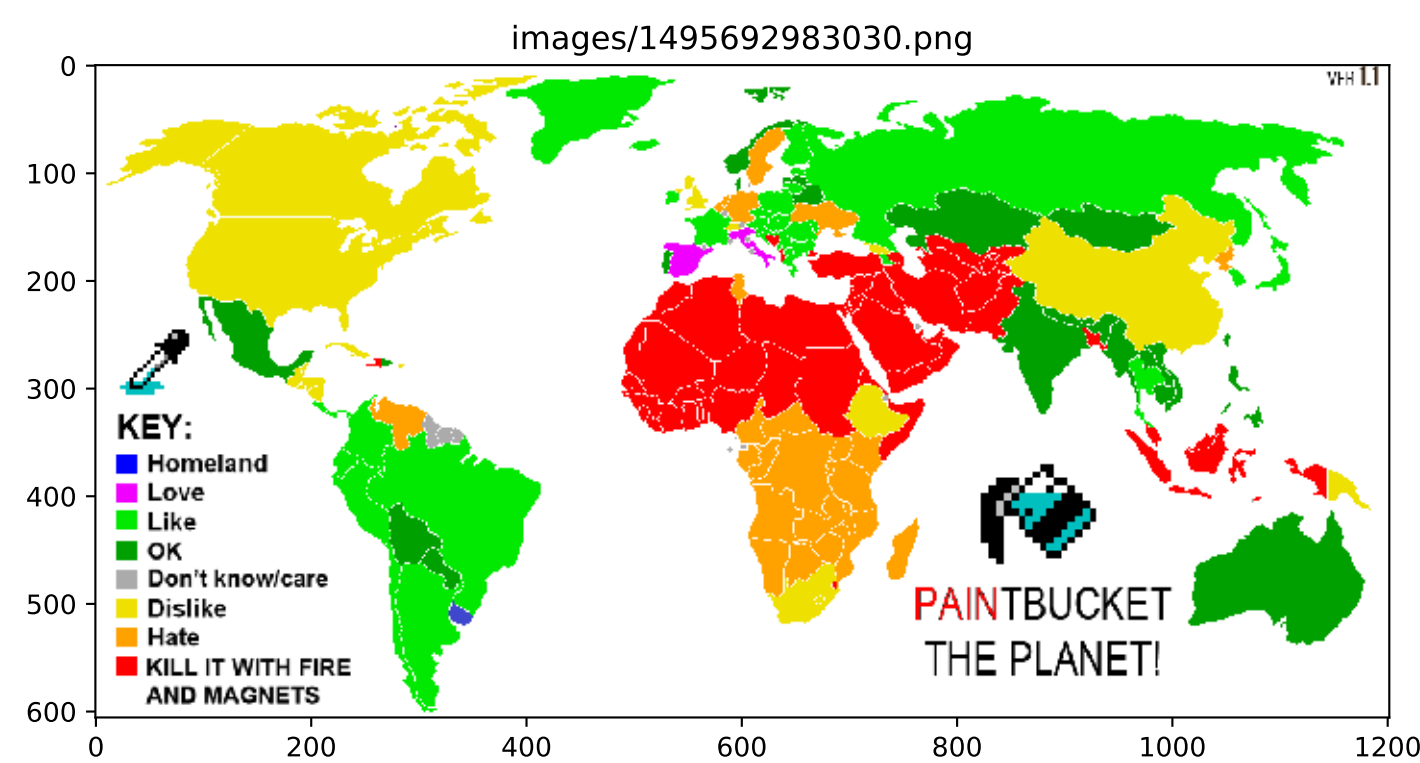 images/1495692983030.png
VER 1.1
0
100
200
300
400
500
600
KEY:
Homeland
Love
Like
OK
Don't know/care
Dislike
Hate
KILL IT WITH FIRE
AND MAGNETS
PAINTBUCKET
THE PLANET!
0
200
400
600
800
1000
1200